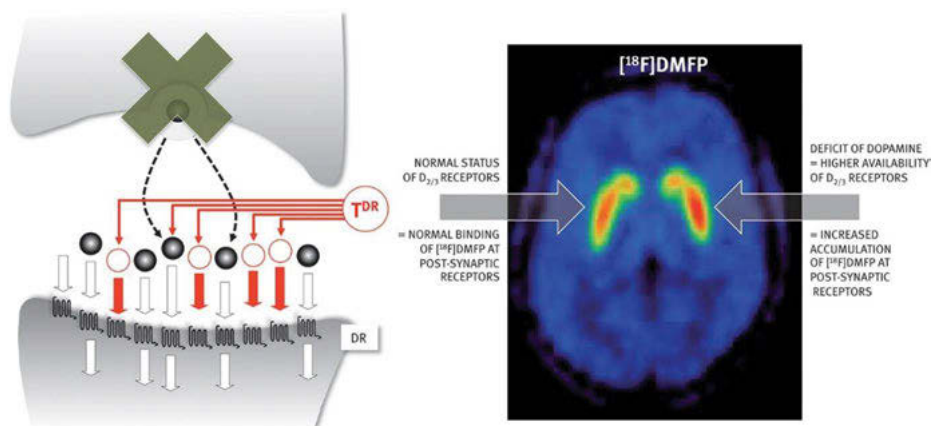 [¹⁸F]DMFP
NORMAL STATUS
OF D₂/₃ RECEPTORS
= NORMAL BINDING
OF [¹⁸F]DMFP AT
POST-SYNAPTIC
RECEPTORS
DEFICIT OF DOPAMINE
= HIGHER AVAILABILITY
OF D₂/₃ RECEPTORS
= INCREASED
ACCUMULATION
OF [¹⁸F]DMFP AT
POST-SYNAPTIC
RECEPTORS
Tᴰᴿ
DR